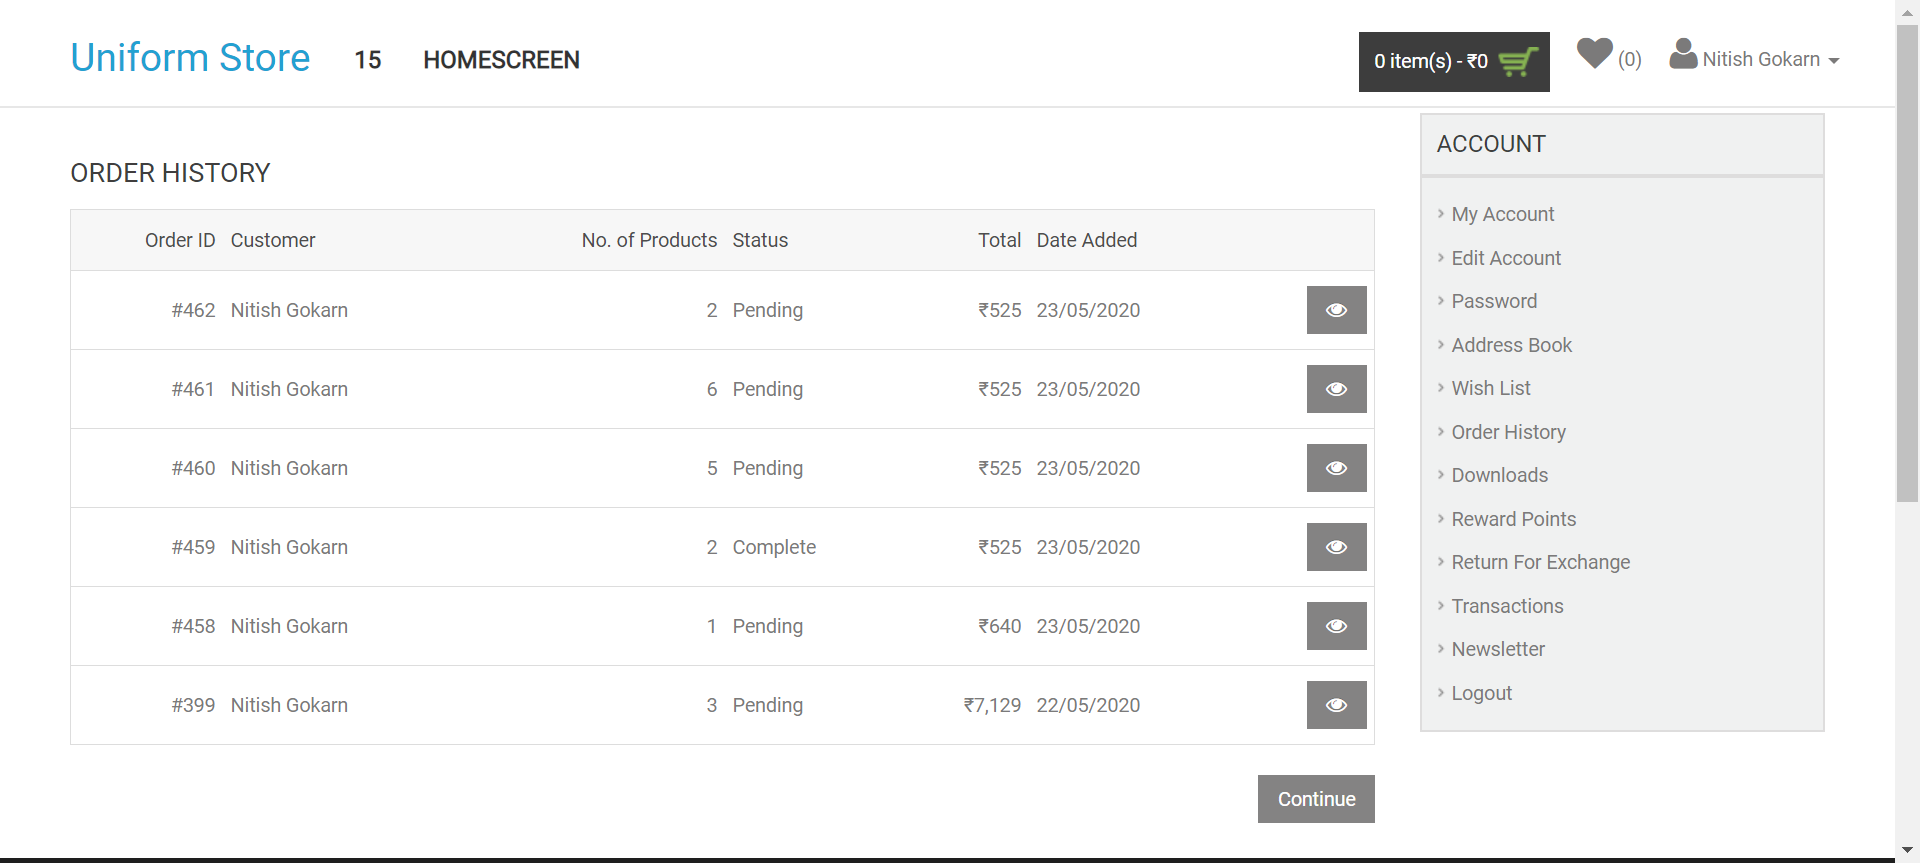 Uniform Store 15 HOMESCREEN 0 item(s) - ₹0 (0) Nitish Gokarn
ORDER HISTORY
Order ID Customer No. of Products Status Total Date Added
#462 Nitish Gokarn 2 Pending ₹525 23/05/2020
#461 Nitish Gokarn 6 Pending ₹525 23/05/2020
#460 Nitish Gokarn 5 Pending ₹525 23/05/2020
#459 Nitish Gokarn 2 Complete ₹525 23/05/2020
#458 Nitish Gokarn 1 Pending ₹640 23/05/2020
#399 Nitish Gokarn 3 Pending ₹7,129 22/05/2020
Continue
ACCOUNT
My Account
Edit Account
Password
Address Book
Wish List
Order History
Downloads
Reward Points
Return For Exchange
Transactions
Newsletter
Logout